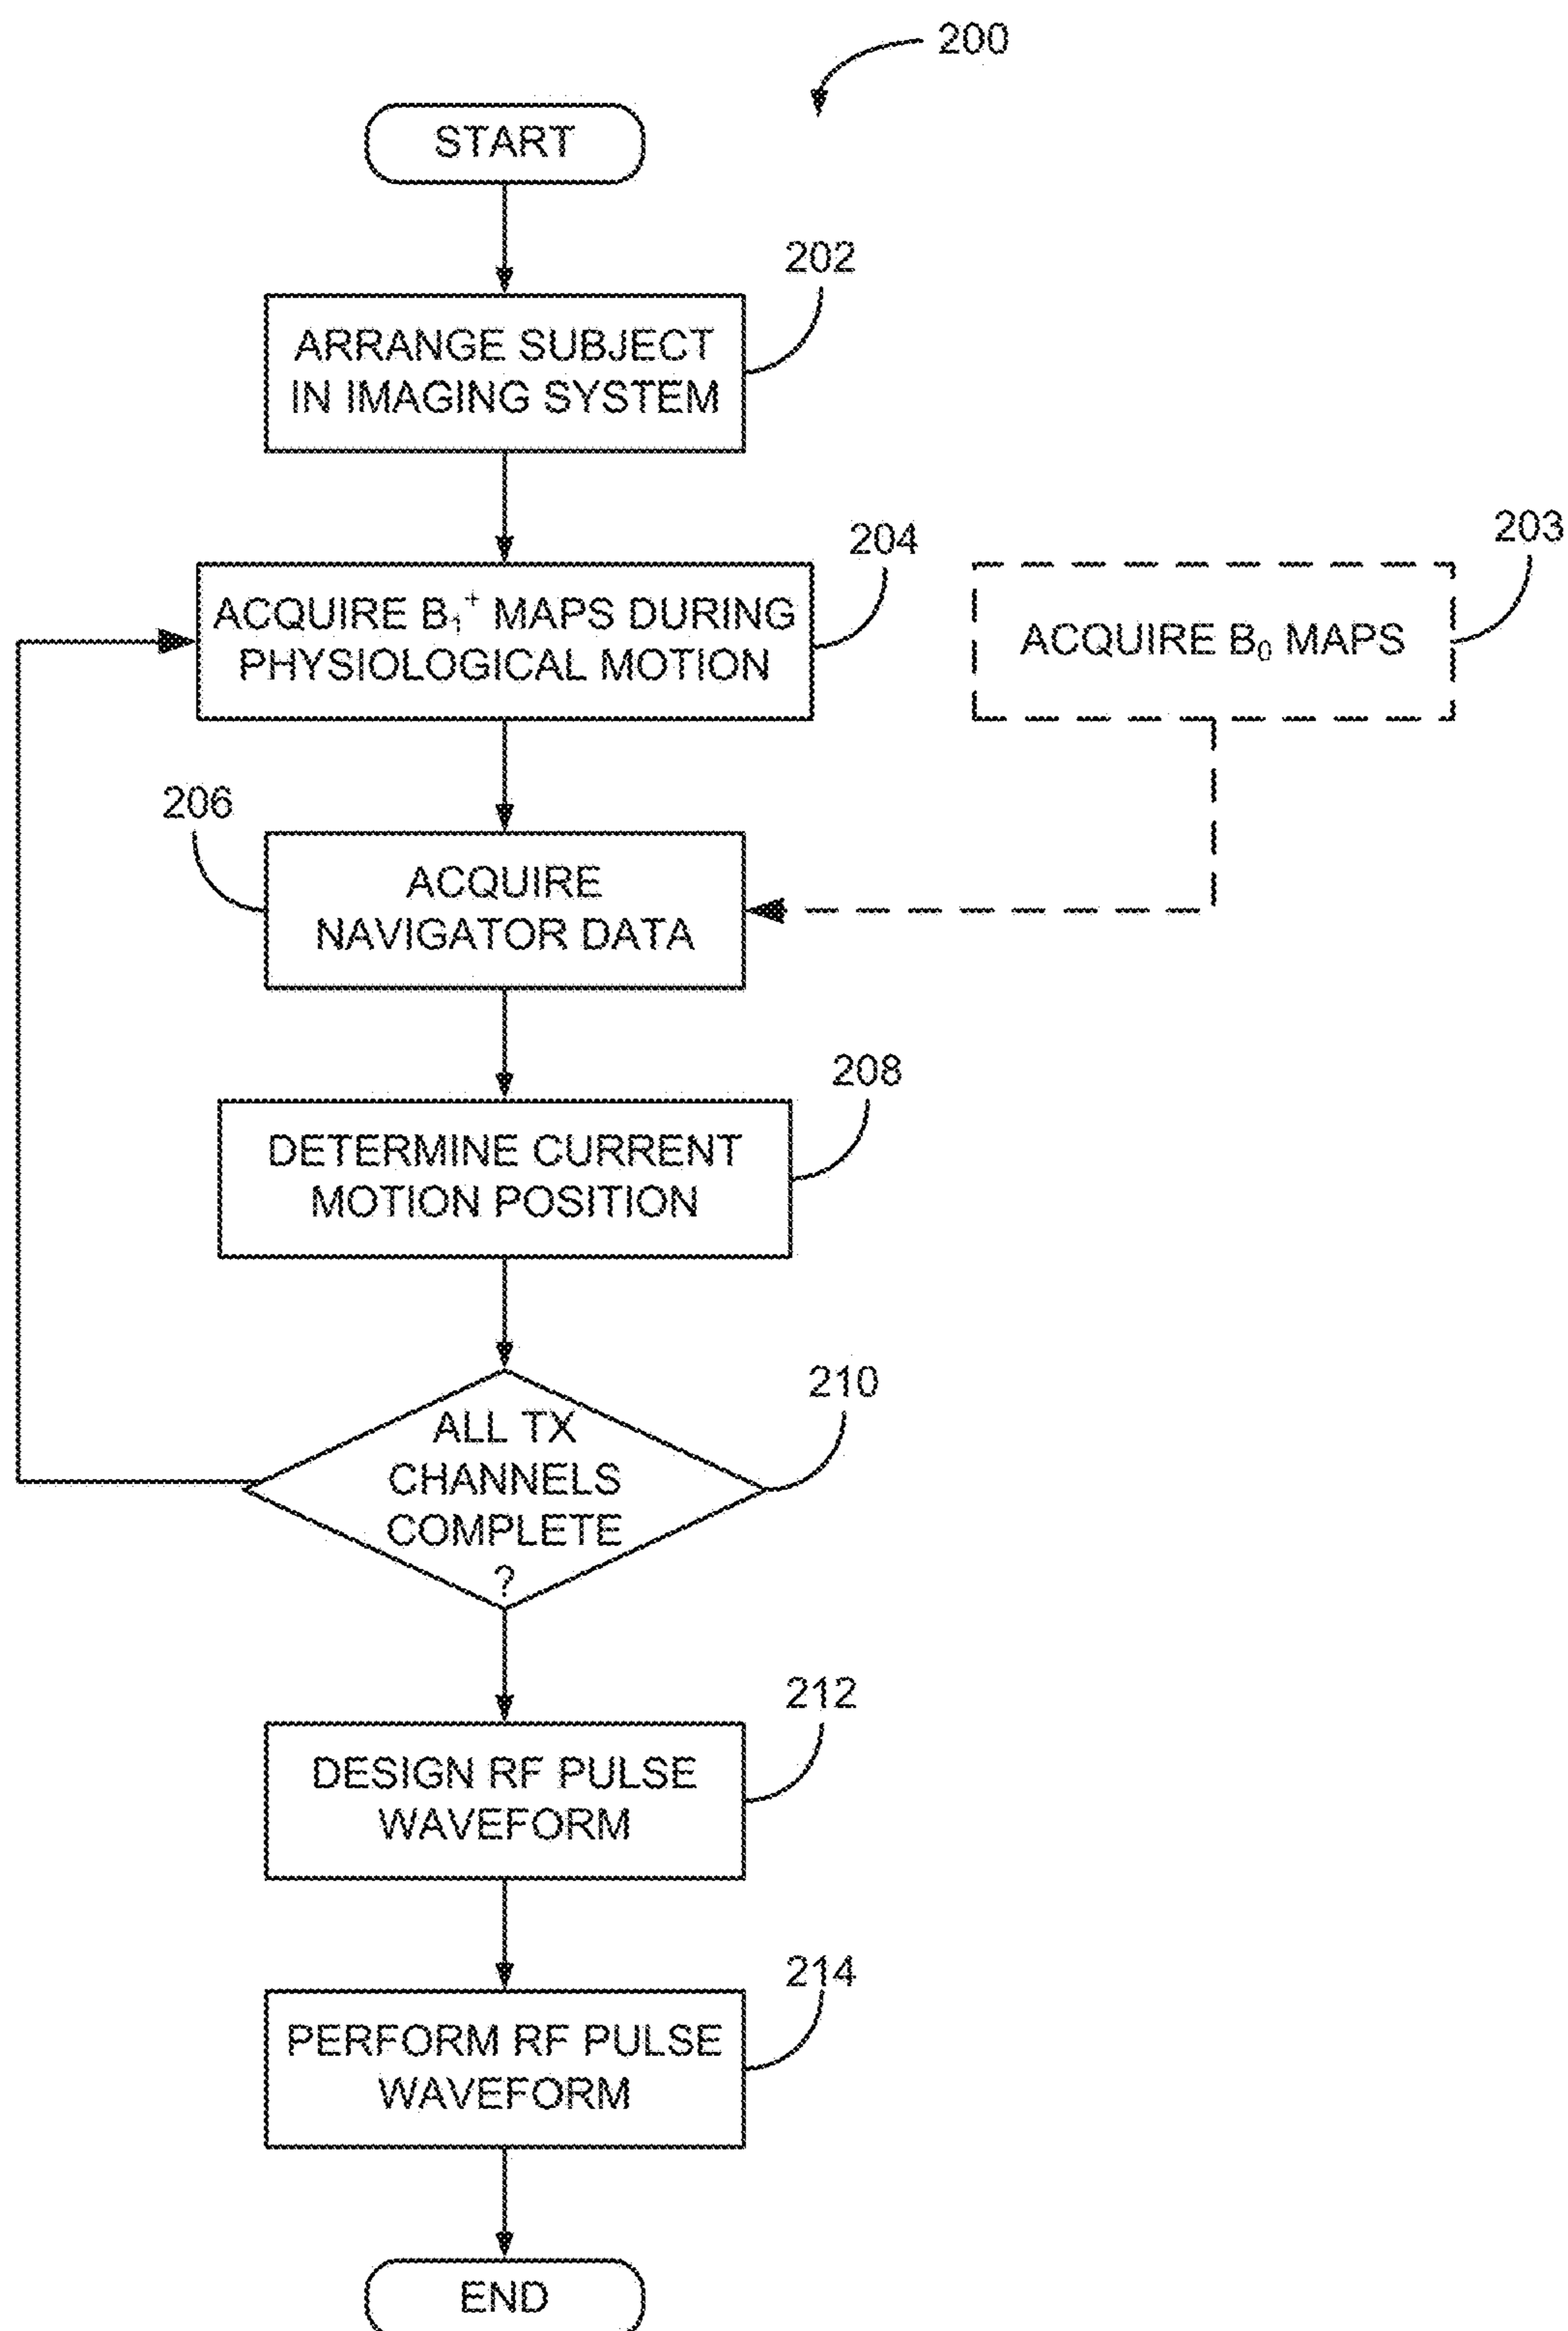 200
START
202
ARRANGE SUBJECT
IN IMAGING SYSTEM
204
203
ACQUIRE B₁⁺ MAPS DURING
PHYSIOLOGICAL MOTION
ACQUIRE B₀ MAPS
206
ACQUIRE
NAVIGATOR DATA
208
DETERMINE CURRENT
MOTION POSITION
210
ALL TX
CHANNELS
COMPLETE
?
212
DESIGN RF PULSE
WAVEFORM
214
PERFORM RF PULSE
WAVEFORM
END